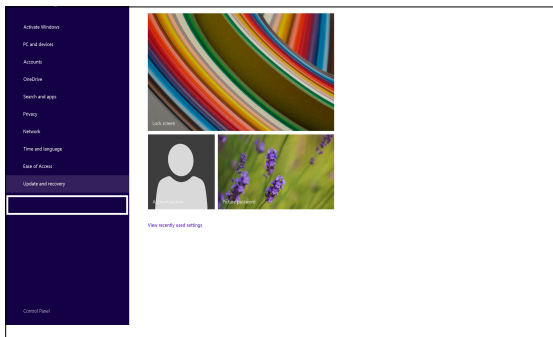 Activate Windows
PC and devices
Accounts
OneDrive
Search and apps
Privacy
Network
Time and language
Ease of Access
Update and recovery
Control Panel
Lock screen
Account picture
Picture password
View recently used settings